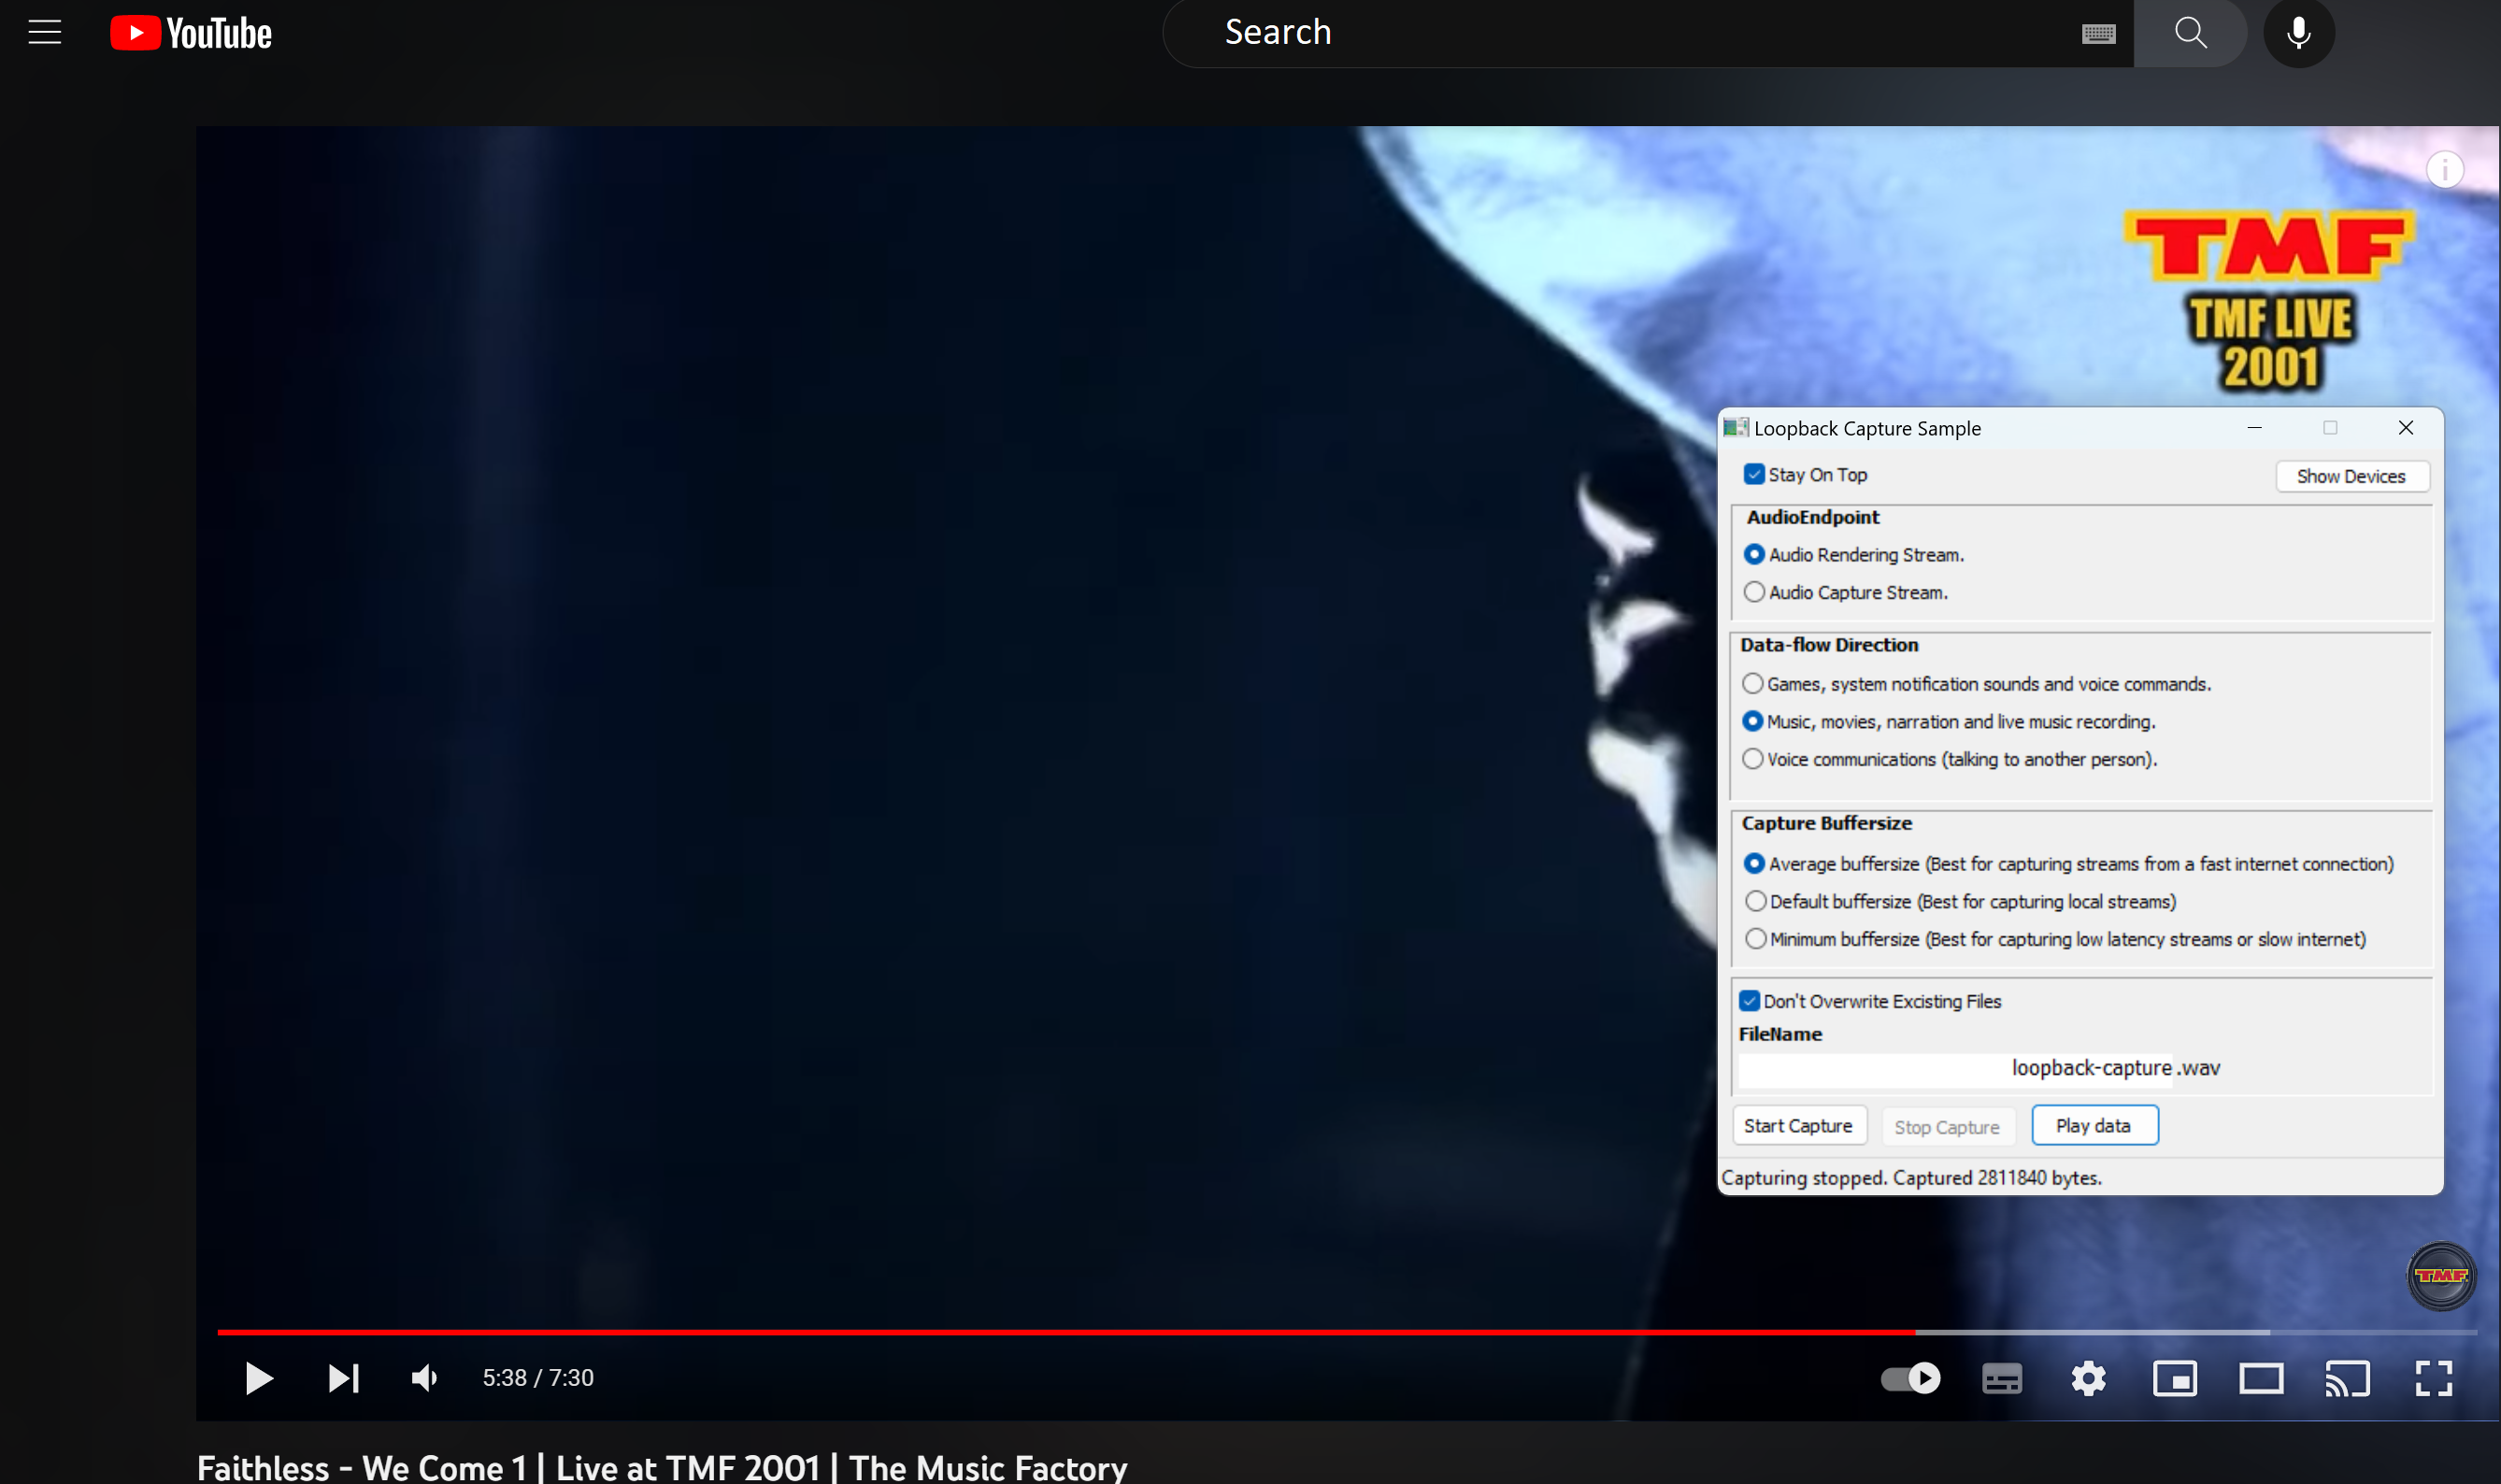 YouTube
Search
TMF
TMF LIVE
2001
Loopback Capture Sample
Stay On Top
Show Devices
AudioEndpoint
Audio Rendering Stream.
Audio Capture Stream.
Data-flow Direction
Games, system notification sounds and voice commands.
Music, movies, narration and live music recording.
Voice communications (talking to another person).
Capture Buffersize
Average buffersize (Best for capturing streams from a fast internet connection)
Default buffersize (Best for capturing local streams)
Minimum buffersize (Best for capturing low latency streams or slow internet)
Don't Overwrite Excisting Files
FileName
loopback-capture .wav
Start Capture
Stop Capture
Play data
Capturing stopped. Captured 2811840 bytes.
TMF
5:38 / 7:30
Faithless - We Come 1 | Live at TMF 2001 | The Music Factory